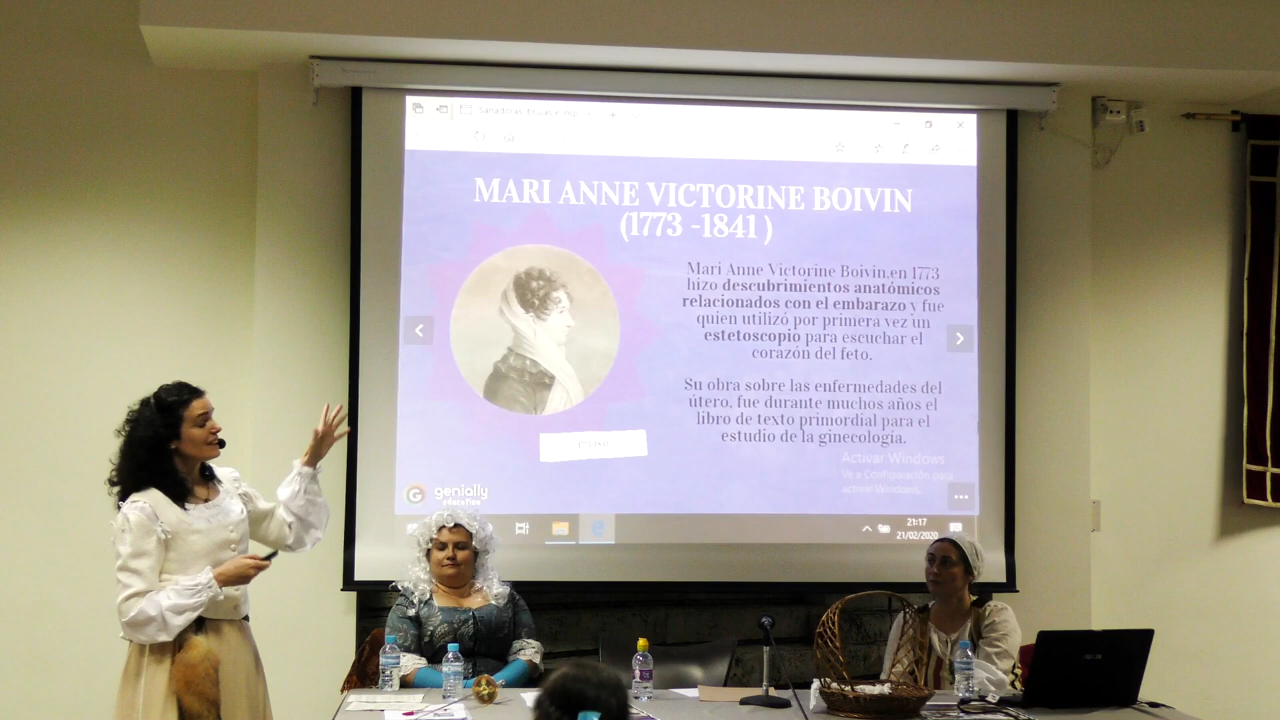 MARI ANNE VICTORINE BOIVIN
(1773 -1841 )
Mari Anne Victorine Boivin,en 1773
hizo descubrimientos anatómicos
relacionados con el embarazo y fue
quien utilizó por primera vez un
estetoscopio para escuchar el
corazón del feto.
Su obra sobre las enfermedades del
útero, fue durante muchos años el
libro de texto primordial para el
estudio de la ginecología.
Activar Windows
Ve a Configuración para
activar Windows.
G genially
education
21:17
21/02/2020